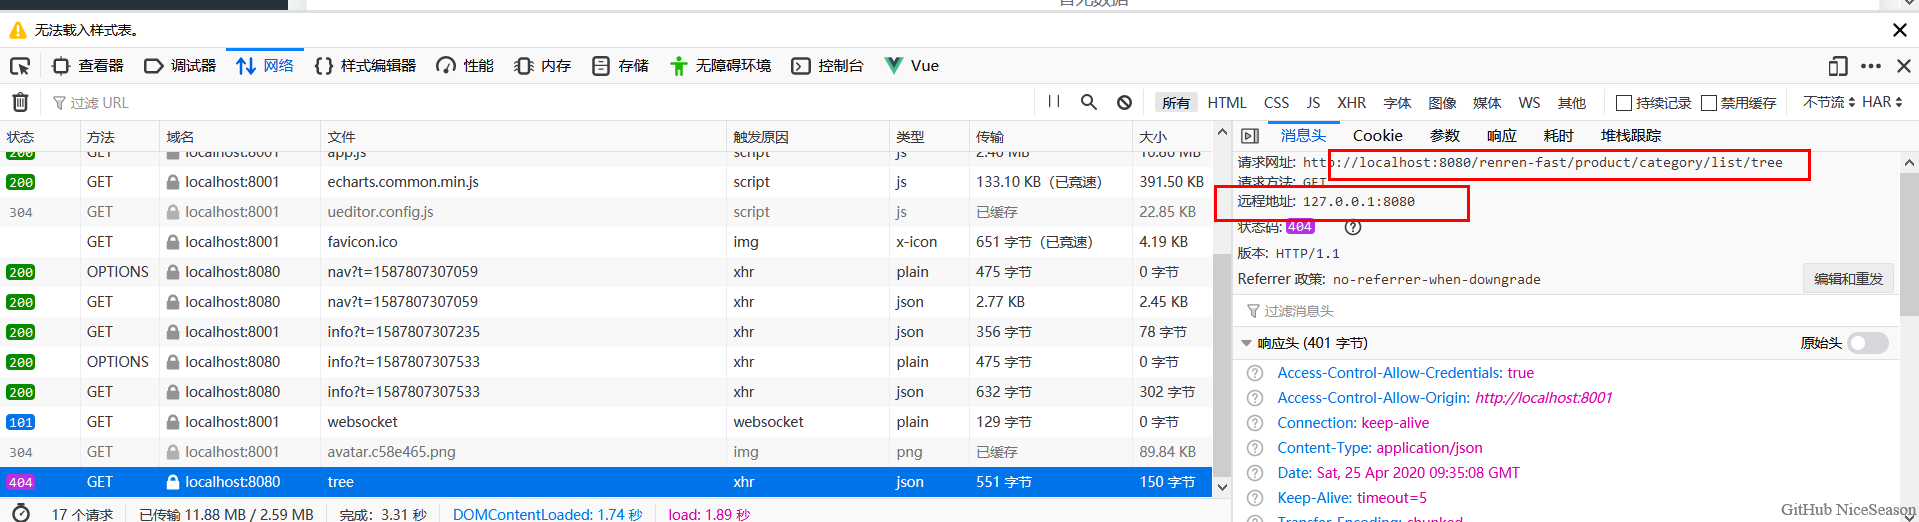 暂无数据
无法载入样式表。
查看器 调试器 网络 样式编辑器 性能 内存 存储 无障碍环境 控制台 Vue
过滤 URL 所有 HTML CSS JS XHR 字体 图像 媒体 WS 其他 持续记录 禁用缓存 不节流 HAR
状态 方法 域名 文件 触发原因 类型 传输 大小
200 GET localhost:8001 app.js script js 2.46 MB 10.86 MB
200 GET localhost:8001 echarts.common.min.js script js 133.10 KB（已竞速） 391.50 KB
304 GET localhost:8001 ueditor.config.js script js 已缓存 22.85 KB
GET localhost:8001 favicon.ico img x-icon 651 字节（已竞速） 4.19 KB
200 OPTIONS localhost:8080 nav?t=1587807307059 xhr plain 475 字节 0 字节
200 GET localhost:8080 nav?t=1587807307059 xhr json 2.77 KB 2.45 KB
200 GET localhost:8001 info?t=1587807307235 xhr json 356 字节 78 字节
200 OPTIONS localhost:8080 info?t=1587807307533 xhr plain 475 字节 0 字节
200 GET localhost:8080 info?t=1587807307533 xhr json 632 字节 302 字节
101 GET localhost:8001 websocket websocket plain 129 字节 0 字节
304 GET localhost:8001 avatar.c58e465.png img png 已缓存 89.84 KB
404 GET localhost:8080 tree xhr json 551 字节 150 字节
17 个请求 已传输 11.88 MB / 2.59 MB 完成：3.31 秒 DOMContentLoaded: 1.74 秒 load: 1.89 秒
消息头 Cookie 参数 响应 耗时 堆栈跟踪
请求网址: http://localhost:8080/renren-fast/product/category/list/tree
请求方法: GET
远程地址: 127.0.0.1:8080
状态码: 404
版本: HTTP/1.1
Referrer 政策: no-referrer-when-downgrade 编辑和重发
过滤消息头
响应头 (401 字节) 原始头
Access-Control-Allow-Credentials: true
Access-Control-Allow-Origin: http://localhost:8001
Connection: keep-alive
Content-Type: application/json
Date: Sat, 25 Apr 2020 09:35:08 GMT
Keep-Alive: timeout=5
Transfer-Encoding: chunked
GitHub NiceSeason